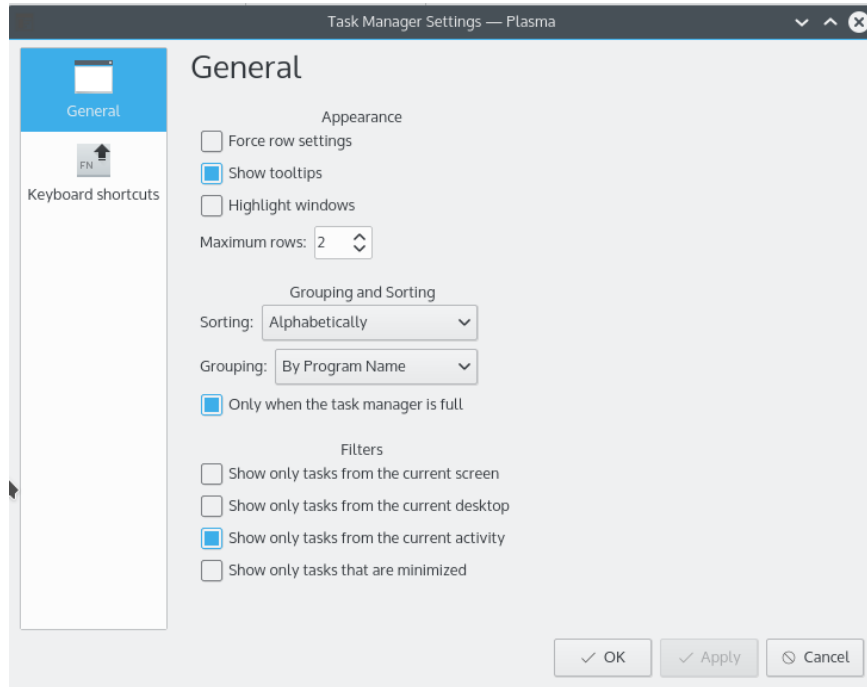 Task Manager Settings — Plasma
General
General
Appearance
Force row settings
Show tooltips
FN
Highlight windows
Keyboard shortcuts
Maximum rows: 2
Grouping and Sorting
Sorting: Alphabetically
Grouping: By Program Name
Only when the task manager is full
Filters
Show only tasks from the current screen
Show only tasks from the current desktop
Show only tasks from the current activity
Show only tasks that are minimized
OK Apply Cancel